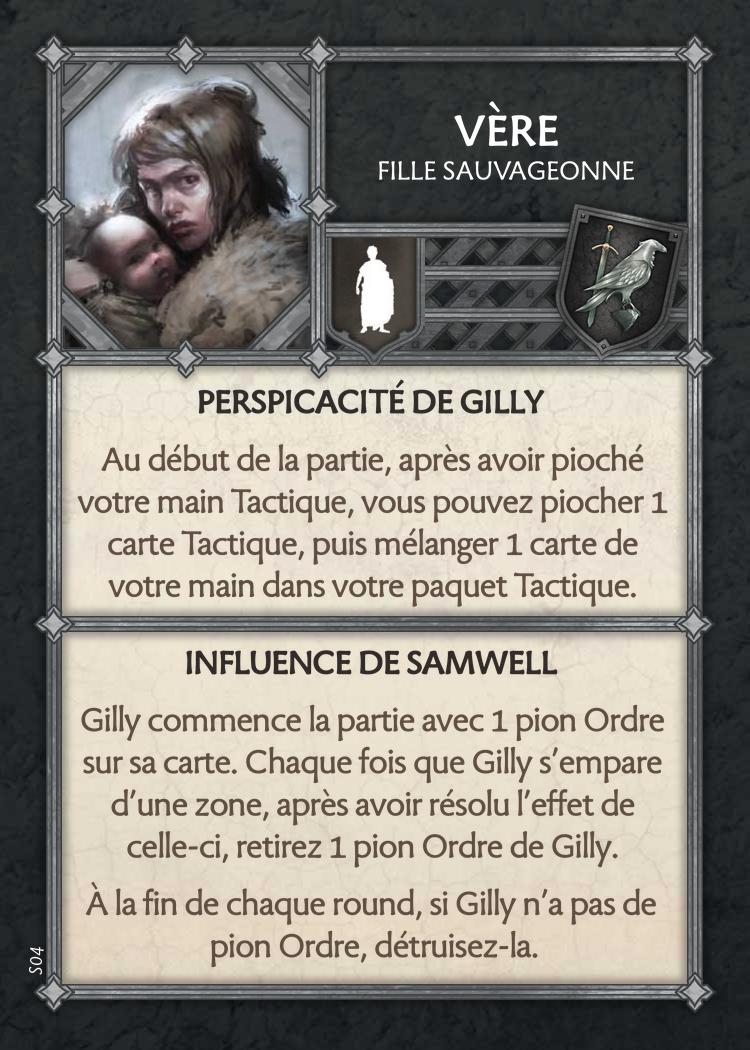 VÈRE
FILLE SAUVAGEONNE
PERSPICACITÉ DE GILLY
Au début de la partie, après avoir pioché
votre main Tactique, vous pouvez piocher 1
carte Tactique, puis mélanger 1 carte de
votre main dans votre paquet Tactique.
INFLUENCE DE SAMWELL
Gilly commence la partie avec 1 pion Ordre
sur sa carte. Chaque fois que Gilly s’empare
d’une zone, après avoir résolu l’effet de
celle-ci, retirez 1 pion Ordre de Gilly.
À la fin de chaque round, si Gilly n’a pas de
pion Ordre, détruisez-la.
S04